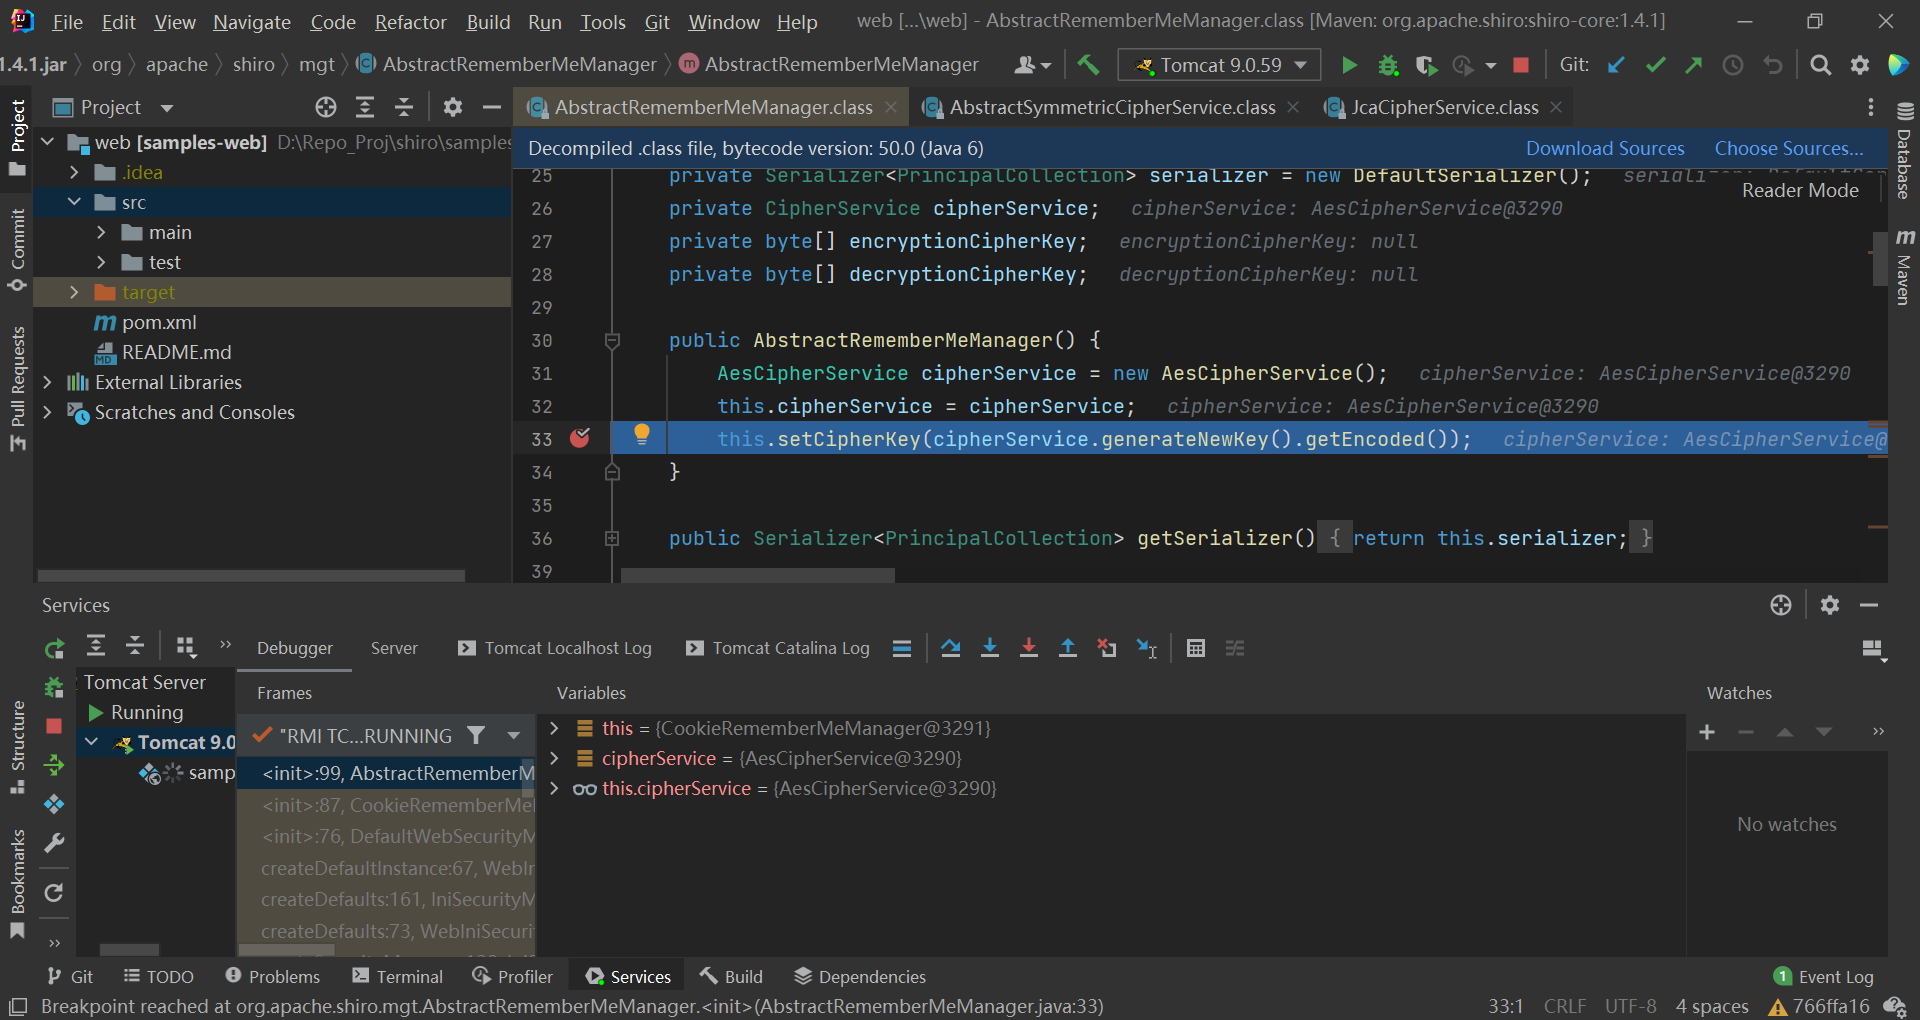 File Edit View Navigate Code Refactor Build Run Tools Git Window Help web [...\web] - AbstractRememberMeManager.class [Maven: org.apache.shiro:shiro-core:1.4.1]
1.4.1.jar org apache shiro mgt AbstractRememberMeManager AbstractRememberMeManager Tomcat 9.0.59 Git:
Project AbstractRememberMeManager.class AbstractSymmetricCipherService.class JcaCipherService.class
web [samples-web] D:\Repo_Proj\shiro\samples
.idea
src
main
test
target
pom.xml
README.md
External Libraries
Scratches and Consoles
Decompiled .class file, bytecode version: 50.0 (Java 6) Download Sources Choose Sources...
Reader Mode
25 private Serializer<PrincipalCollection> serializer = new DefaultSerializer();
26 private CipherService cipherService; cipherService: AesCipherService@3290
27 private byte[] encryptionCipherKey; encryptionCipherKey: null
28 private byte[] decryptionCipherKey; decryptionCipherKey: null
29
30 public AbstractRememberMeManager() {
31 AesCipherService cipherService = new AesCipherService(); cipherService: AesCipherService@3290
32 this.cipherService = cipherService; cipherService: AesCipherService@3290
33 this.setCipherKey(cipherService.generateNewKey().getEncoded()); cipherService: AesCipherService@
34 }
35
36 public Serializer<PrincipalCollection> getSerializer() { return this.serializer; }
39
Project
Commit
Pull Requests
Structure
Bookmarks
Database
Maven
Services
Debugger Server Tomcat Localhost Log Tomcat Catalina Log
Tomcat Server
Running
Tomcat 9.0
samp
Frames
"RMI TC...RUNNING
<init>:99, AbstractRememberM
<init>:87, CookieRememberMe
<init>:76, DefaultWebSecurityM
createDefaultInstance:67, WebIn
createDefaults:161, IniSecurityM
createDefaults:73, WebIniSecuri
Variables
this = {CookieRememberMeManager@3291}
cipherService = {AesCipherService@3290}
this.cipherService = {AesCipherService@3290}
Watches
No watches
Git TODO Problems Terminal Profiler Services Build Dependencies 1 Event Log
Breakpoint reached at org.apache.shiro.mgt.AbstractRememberMeManager.<init>(AbstractRememberMeManager.java:33) 33:1 CRLF UTF-8 4 spaces 766ffa16